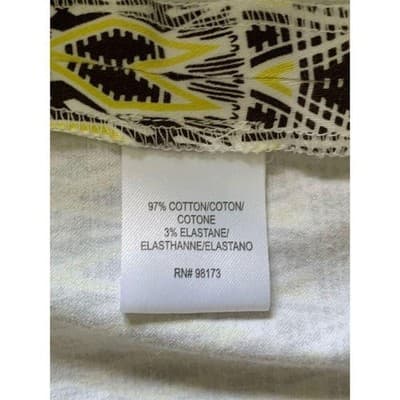 97% COTTON/COTON/
COTONE
3% ELASTANE/
ELASTHANNE/ELASTANO
RN# 98173